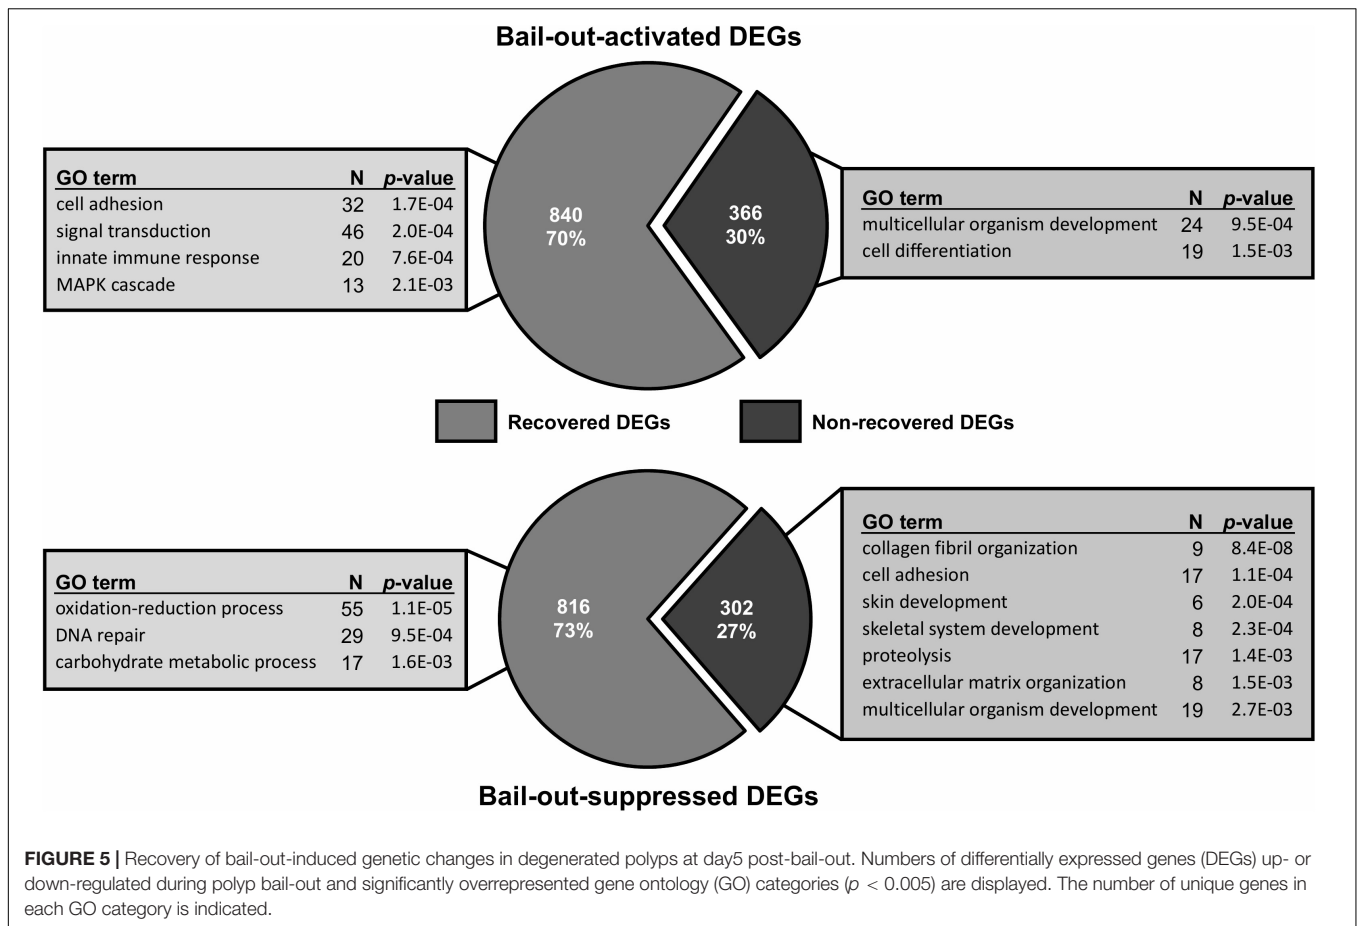 Bail-out-activated DEGs
GO term N p-value
cell adhesion 32 1.7E-04
signal transduction 46 2.0E-04
innate immune response 20 7.6E-04
MAPK cascade 13 2.1E-03
840
70%
366
30%
GO term N p-value
multicellular organism development 24 9.5E-04
cell differentiation 19 1.5E-03
Recovered DEGs
Non-recovered DEGs
GO term N p-value
oxidation-reduction process 55 1.1E-05
DNA repair 29 9.5E-04
carbohydrate metabolic process 17 1.6E-03
816
73%
302
27%
GO term N p-value
collagen fibril organization 9 8.4E-08
cell adhesion 17 1.1E-04
skin development 6 2.0E-04
skeletal system development 8 2.3E-04
proteolysis 17 1.4E-03
extracellular matrix organization 8 1.5E-03
multicellular organism development 19 2.7E-03
Bail-out-suppressed DEGs
FIGURE 5 | Recovery of bail-out-induced genetic changes in degenerated polyps at day5 post-bail-out. Numbers of differentially expressed genes (DEGs) up- or
down-regulated during polyp bail-out and significantly overrepresented gene ontology (GO) categories (p < 0.005) are displayed. The number of unique genes in
each GO category is indicated.